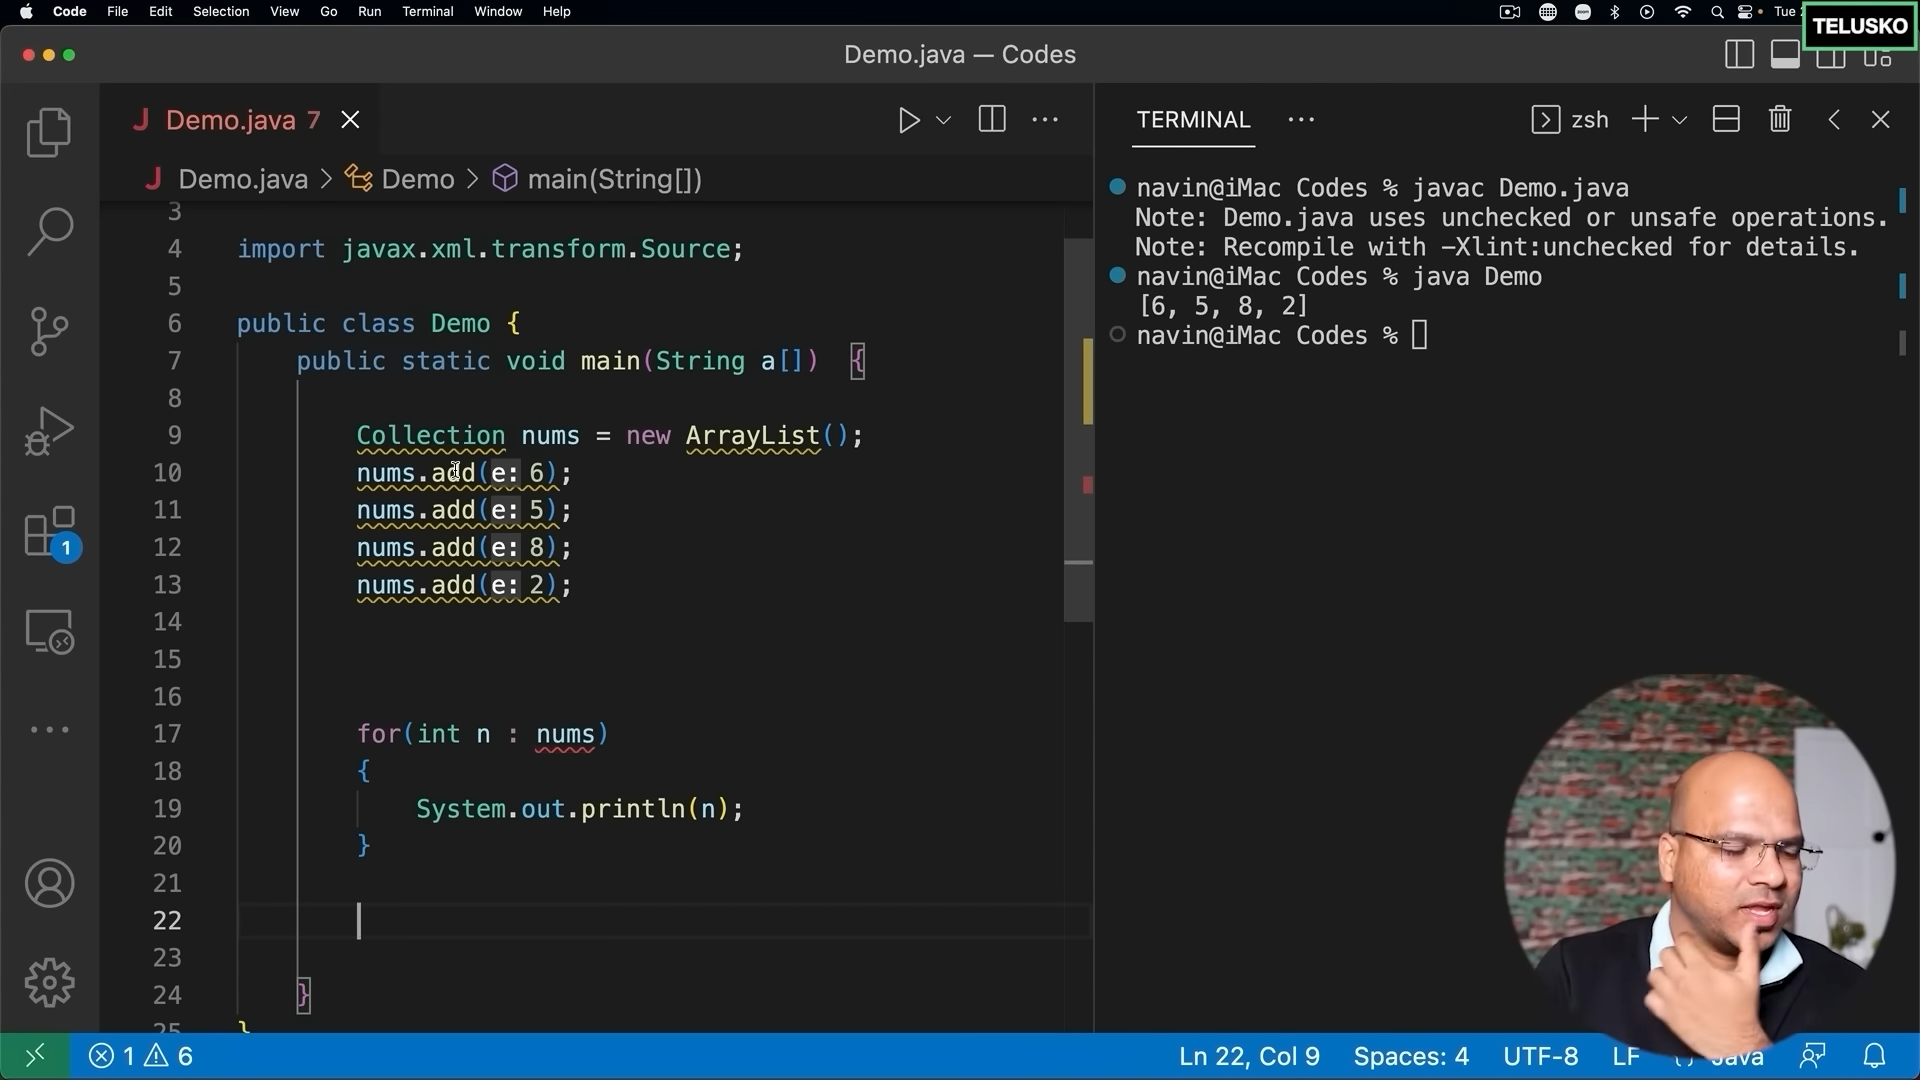 Code File Edit Selection View Go Run Terminal Window Help
Tue
TELUSKO
Demo.java — Codes
Demo.java 7
TERMINAL
zsh
Demo.java > Demo > main(String[])
3
4 import javax.xml.transform.Source;
5
6 public class Demo {
7 public static void main(String a[]) {
8
9 Collection nums = new ArrayList();
10 nums.add(e: 6);
11 nums.add(e: 5);
12 nums.add(e: 8);
13 nums.add(e: 2);
14
15
16
17 for(int n : nums)
18 {
19 System.out.println(n);
20 }
21
22
23
24 }
25 }
navin@iMac Codes % javac Demo.java
Note: Demo.java uses unchecked or unsafe operations.
Note: Recompile with -Xlint:unchecked for details.
navin@iMac Codes % java Demo
[6, 5, 8, 2]
navin@iMac Codes %
1
1 6
Ln 22, Col 9 Spaces: 4 UTF-8 LF Java